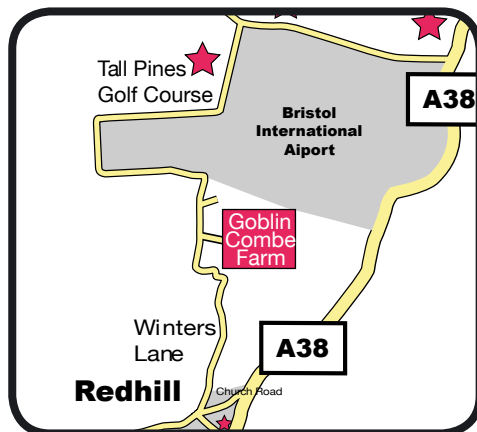 Tall Pines
Golf Course
A38
Bristol
International
Aiport
Goblin
Combe
Farm
Winters
Lane
A38
Redhill
Church Road